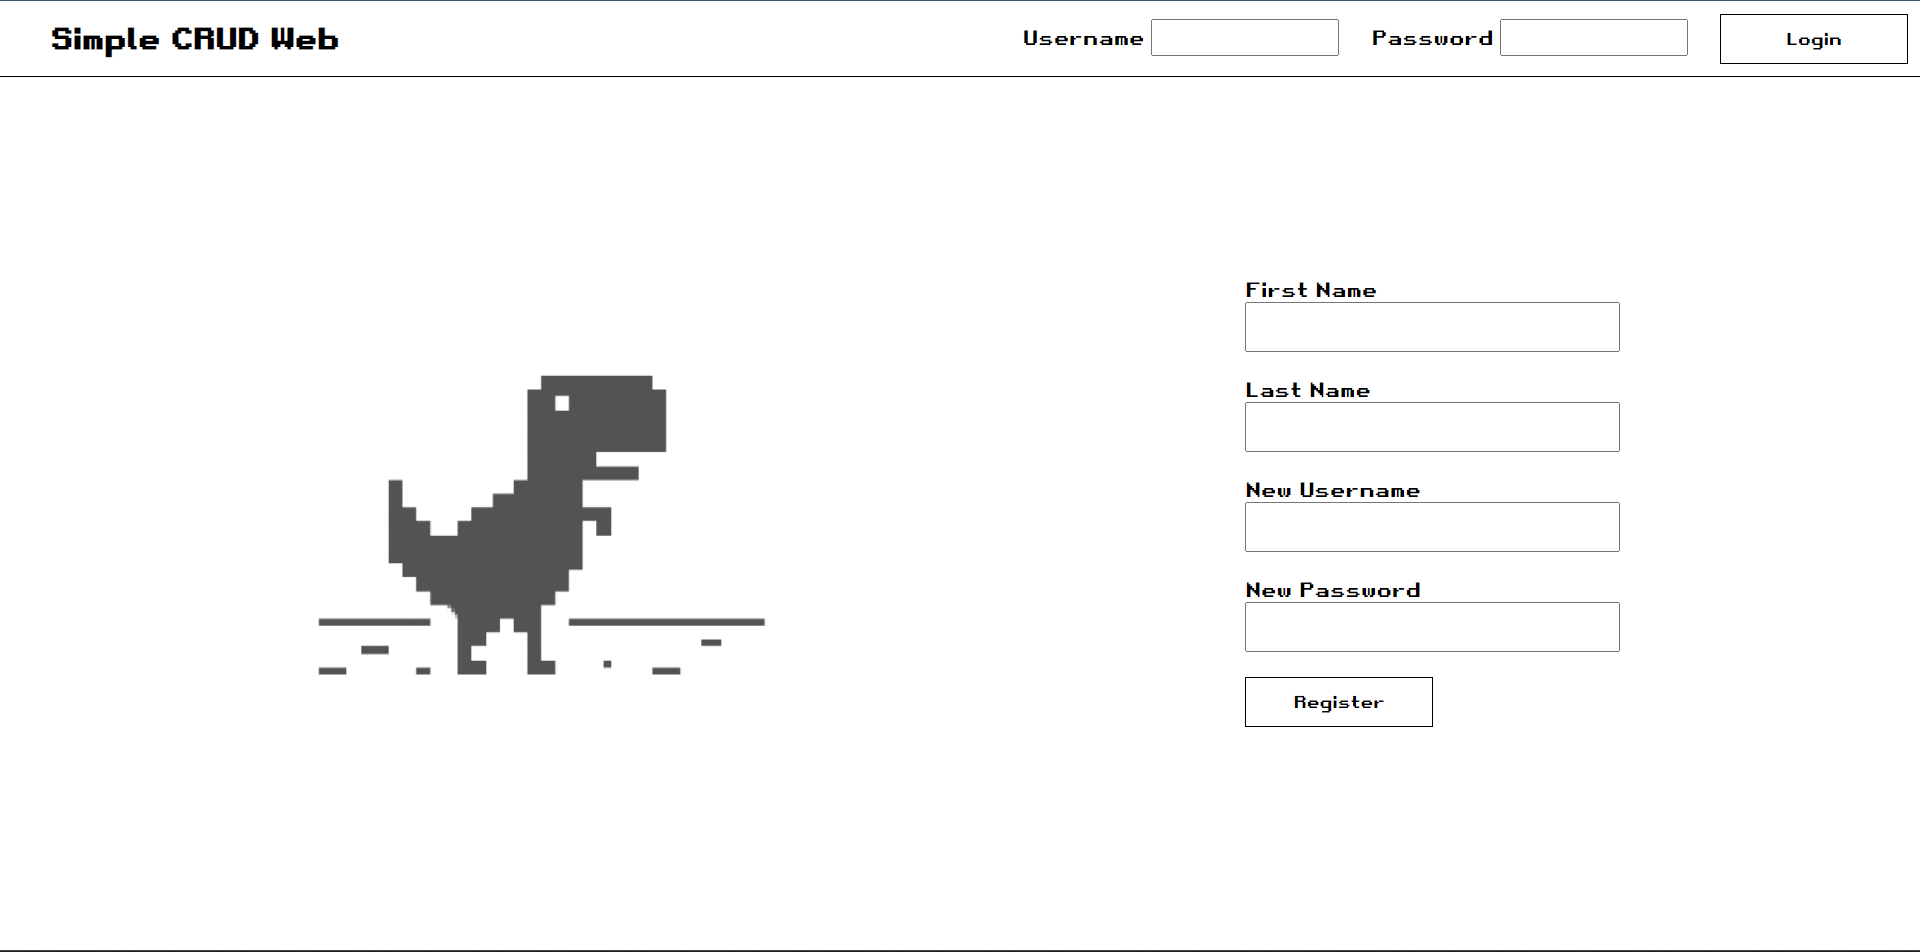 Simple CRUD Web
Username Password Login
First Name
Last Name
New Username
New Password
Register